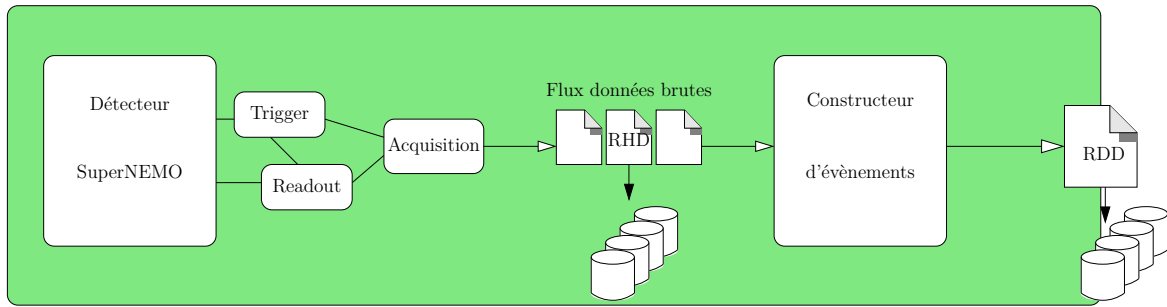 Détecteur
SuperNEMO
Trigger
Readout
Acquisition
Flux données brutes
RHD
Constructeur
d'évènements
RDD